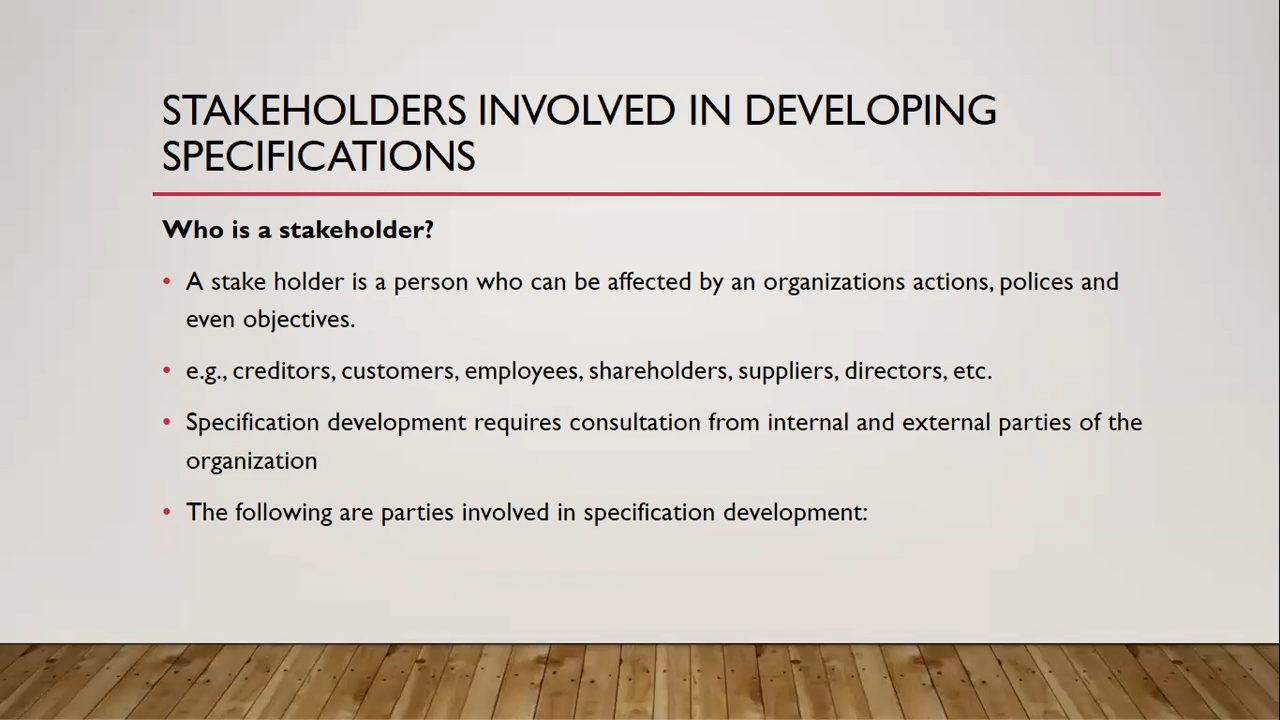 STAKEHOLDERS INVOLVED IN DEVELOPING
SPECIFICATIONS
Who is a stakeholder?
• A stake holder is a person who can be affected by an organizations actions, polices and
even objectives.
• e.g., creditors, customers, employees, shareholders, suppliers, directors, etc.
• Specification development requires consultation from internal and external parties of the
organization
• The following are parties involved in specification development: